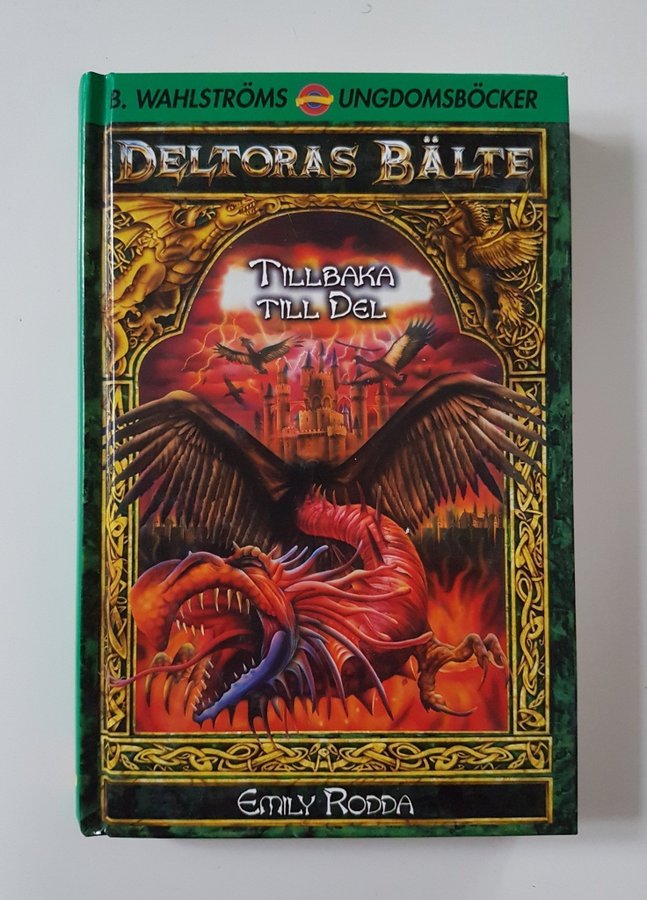 B. WAHLSTRÖMS UNGDOMSBÖCKER
DELTORAS BÄLTE
TILLBAKA
TILL DEL
EMILY RODDA